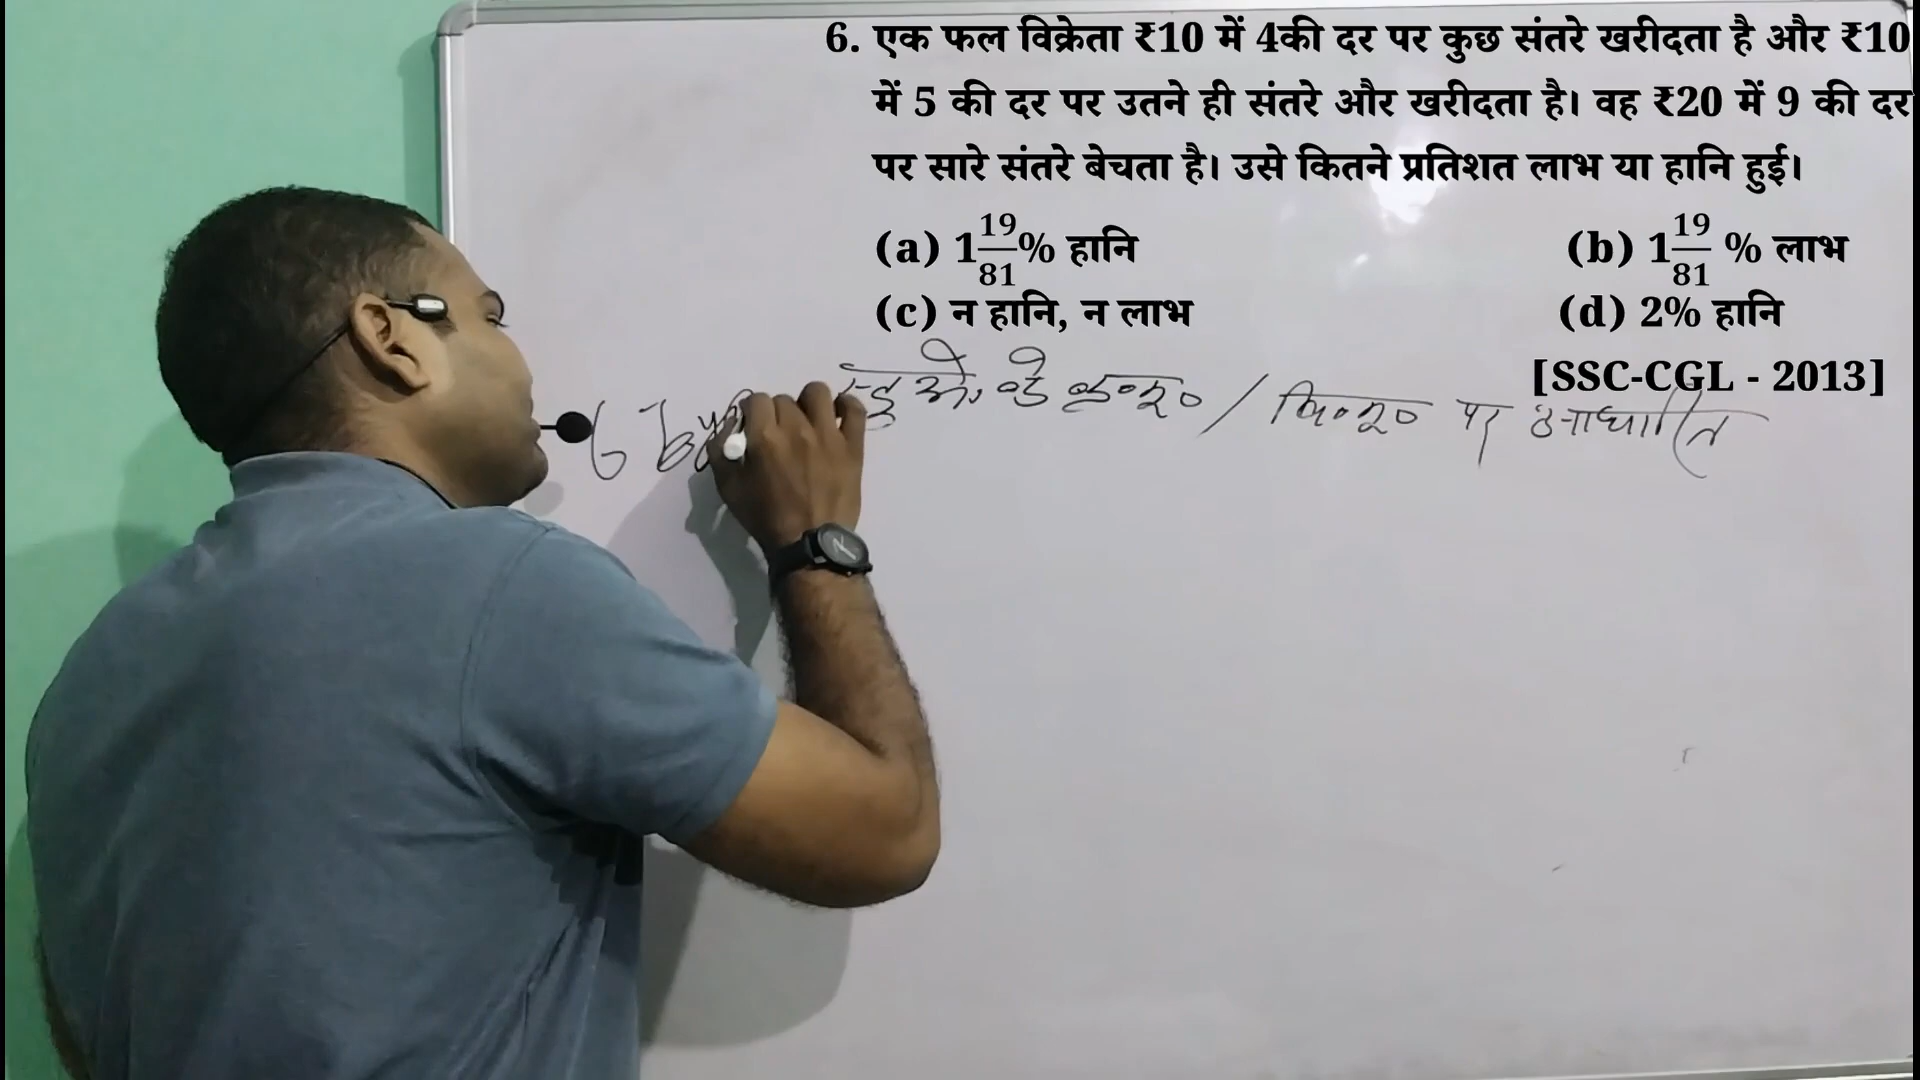 6. एक फल विक्रेता ₹10 में 4की दर पर कुछ संतरे खरीदता है और ₹10
में 5 की दर पर उतने ही संतरे और खरीदता है। वह ₹20 में 9 की दर
पर सारे संतरे बेचता है। उसे कितने प्रतिशत लाभ या हानि हुई।
(a) 1 19/81 % हानि (b) 1 19/81 % लाभ
(c) न हानि, न लाभ (d) 2% हानि
[SSC-CGL - 2013]
के क्र॰मू॰ / वि॰मू॰ पर आधारित